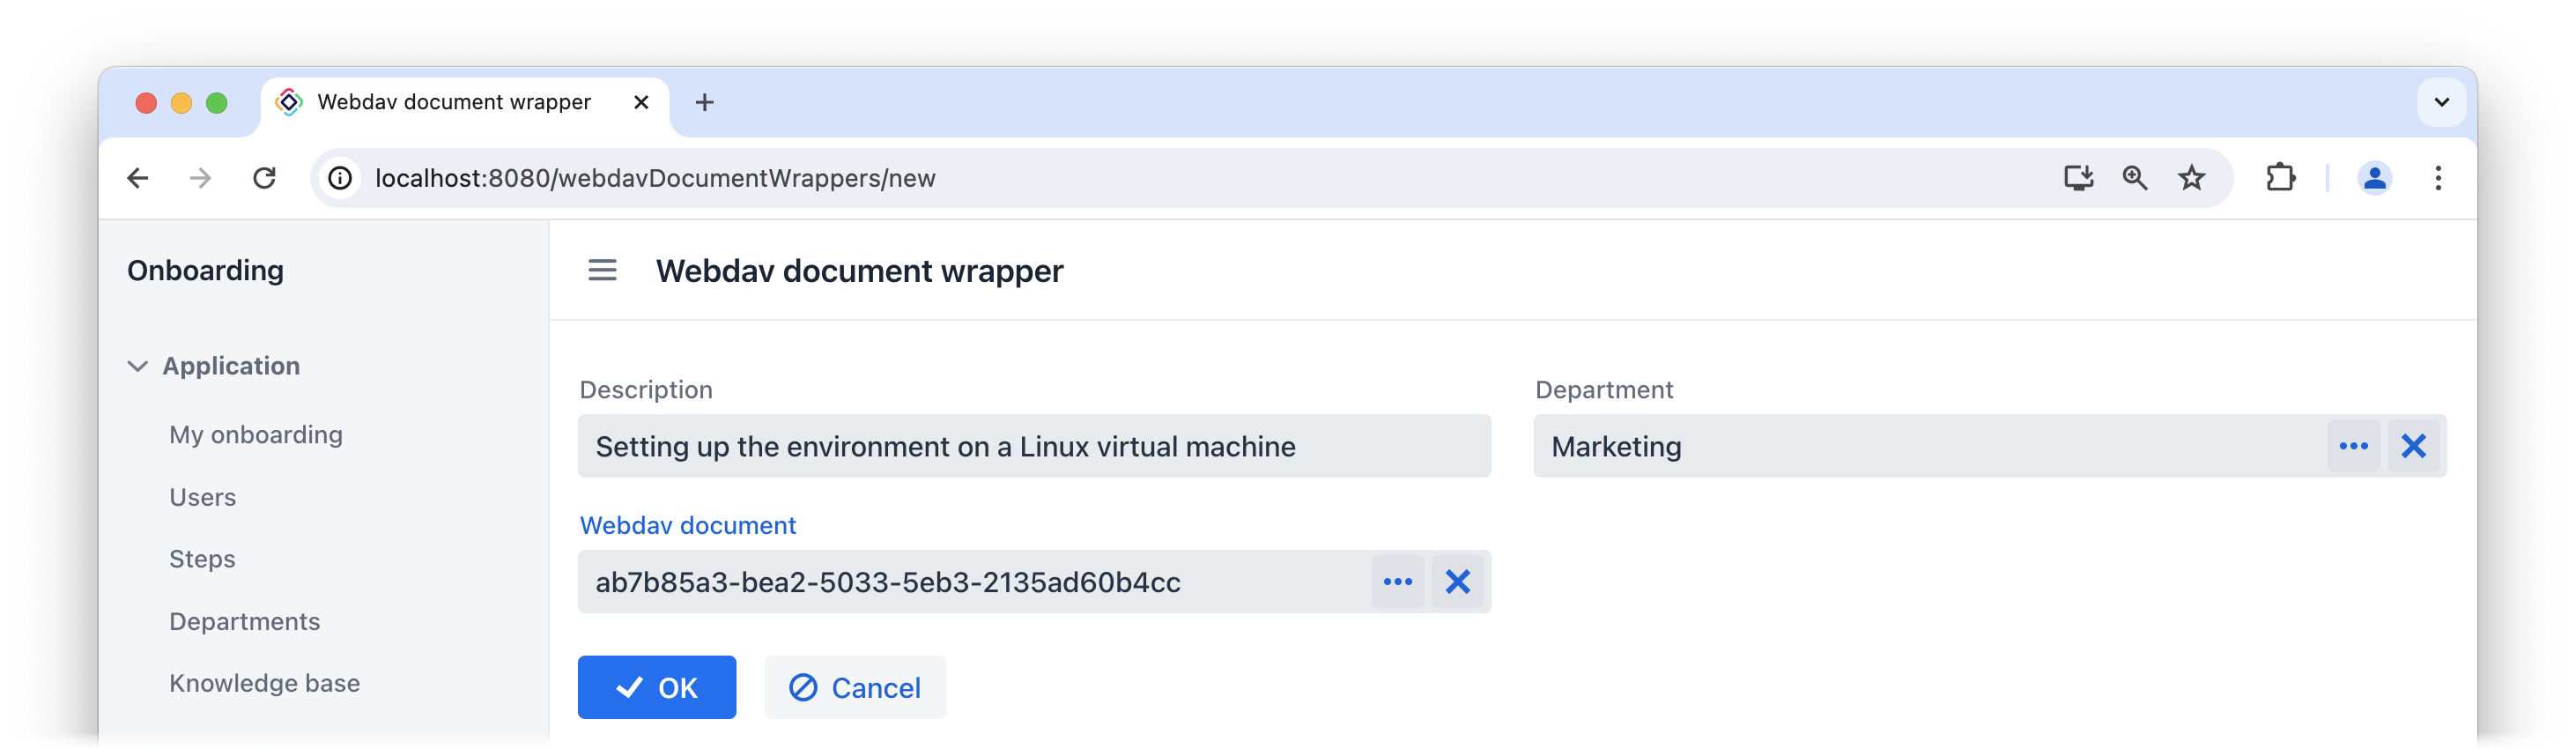 Webdav document wrapper
localhost:8080/webdavDocumentWrappers/new
Onboarding
Webdav document wrapper
Application
My onboarding
Users
Steps
Departments
Knowledge base
Description
Setting up the environment on a Linux virtual machine
Department
Marketing
Webdav document
ab7b85a3-bea2-5033-5eb3-2135ad60b4cc
OK
Cancel